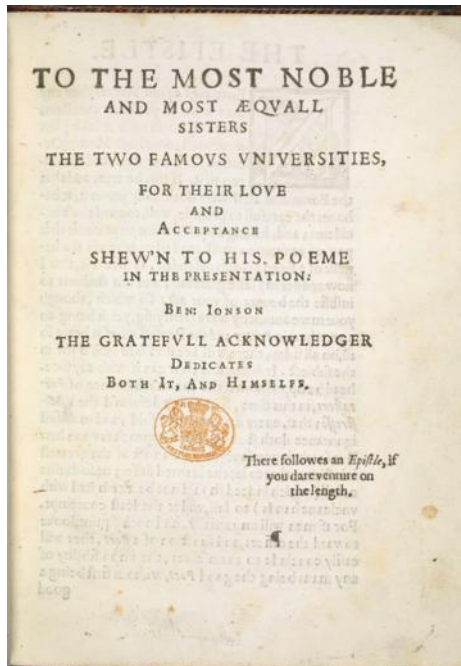 TO THE MOST NOBLE
AND MOST ÆQVALL
SISTERS
THE TWO FAMOVS VNIVERSITIES,
FOR THEIR LOVE
AND
ACCEPTANCE
SHEW'N TO HIS POEME
IN THE PRESENTATION:
BEN: IONSON
THE GRATEFVLL ACKNOWLEDGER
DEDICATES
BOTH IT, AND HIMSELFE.
There followes an Epistle, if
you dare venture on
the length.
¶